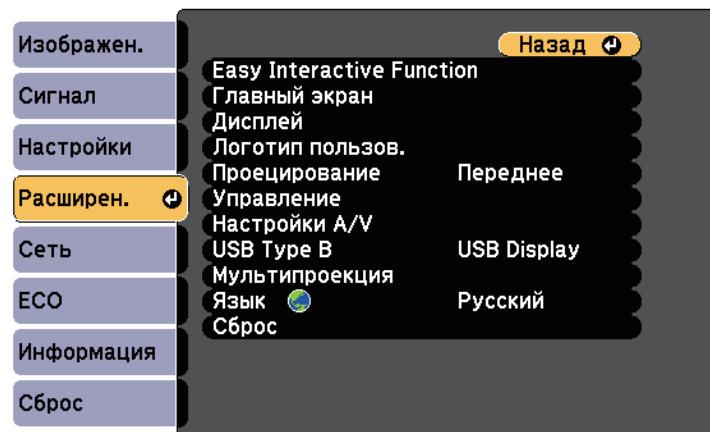 Изображен.
Сигнал
Настройки
Расширен.
Сеть
ECO
Информация
Сброс
Назад
Easy Interactive Function
Главный экран
Дисплей
Логотип пользов.
Проецирование Переднее
Управление
Настройки A/V
USB Type B USB Display
Мультипроекция
Язык Русский
Сброс